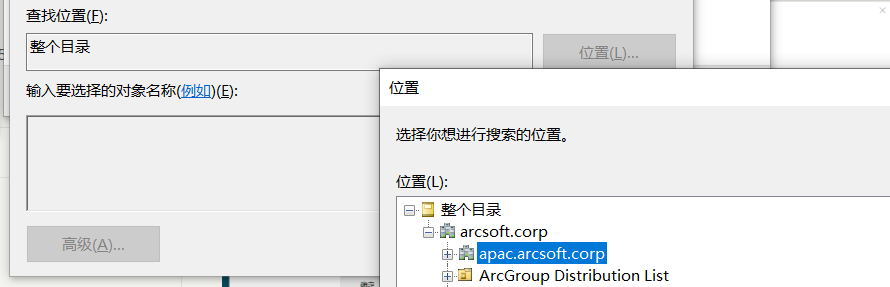 查找位置(F):
整个目录
位置(L)...
输入要选择的对象名称(例如)(E):
高级(A)...
位置
选择你想进行搜索的位置。
位置(L):
整个目录
arcsoft.corp
apac.arcsoft.corp
ArcGroup Distribution List